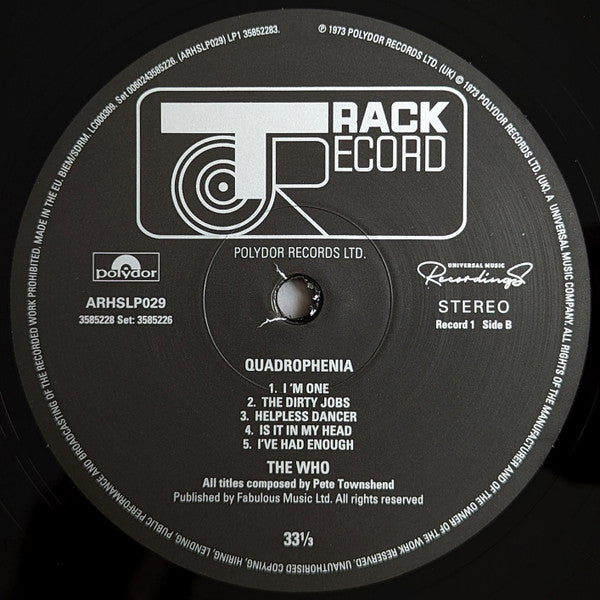 ℗ 1973 POLYDOR RECORDS LTD. (UK) © 1973 POLYDOR RECORDS LTD. (UK). A UNIVERSAL MUSIC COMPANY. ALL RIGHTS OF THE MANUFACTURER AND OF THE OWNER OF THE WORK RESERVED. UNAUTHORISED COPYING, HIRING, LENDING, PUBLIC PERFORMANCE AND BROADCASTING OF THE RECORDED WORK PROHIBITED. MADE IN THE EU. BIEM/SDRM. LC000309. Set 0060243585226. (ARHSLP029) LP1 35852283.
TRACK
RECORD
POLYDOR RECORDS LTD.
polydor
UNIVERSAL MUSIC
Recordings
ARHSLP029
STEREO
3585228 Set: 3585226
Record 1 Side B
QUADROPHENIA
1. I 'M ONE
2. THE DIRTY JOBS
3. HELPLESS DANCER
4. IS IT IN MY HEAD
5. I'VE HAD ENOUGH
THE WHO
All titles composed by Pete Townshend
Published by Fabulous Music Ltd. All rights reserved
33⅓